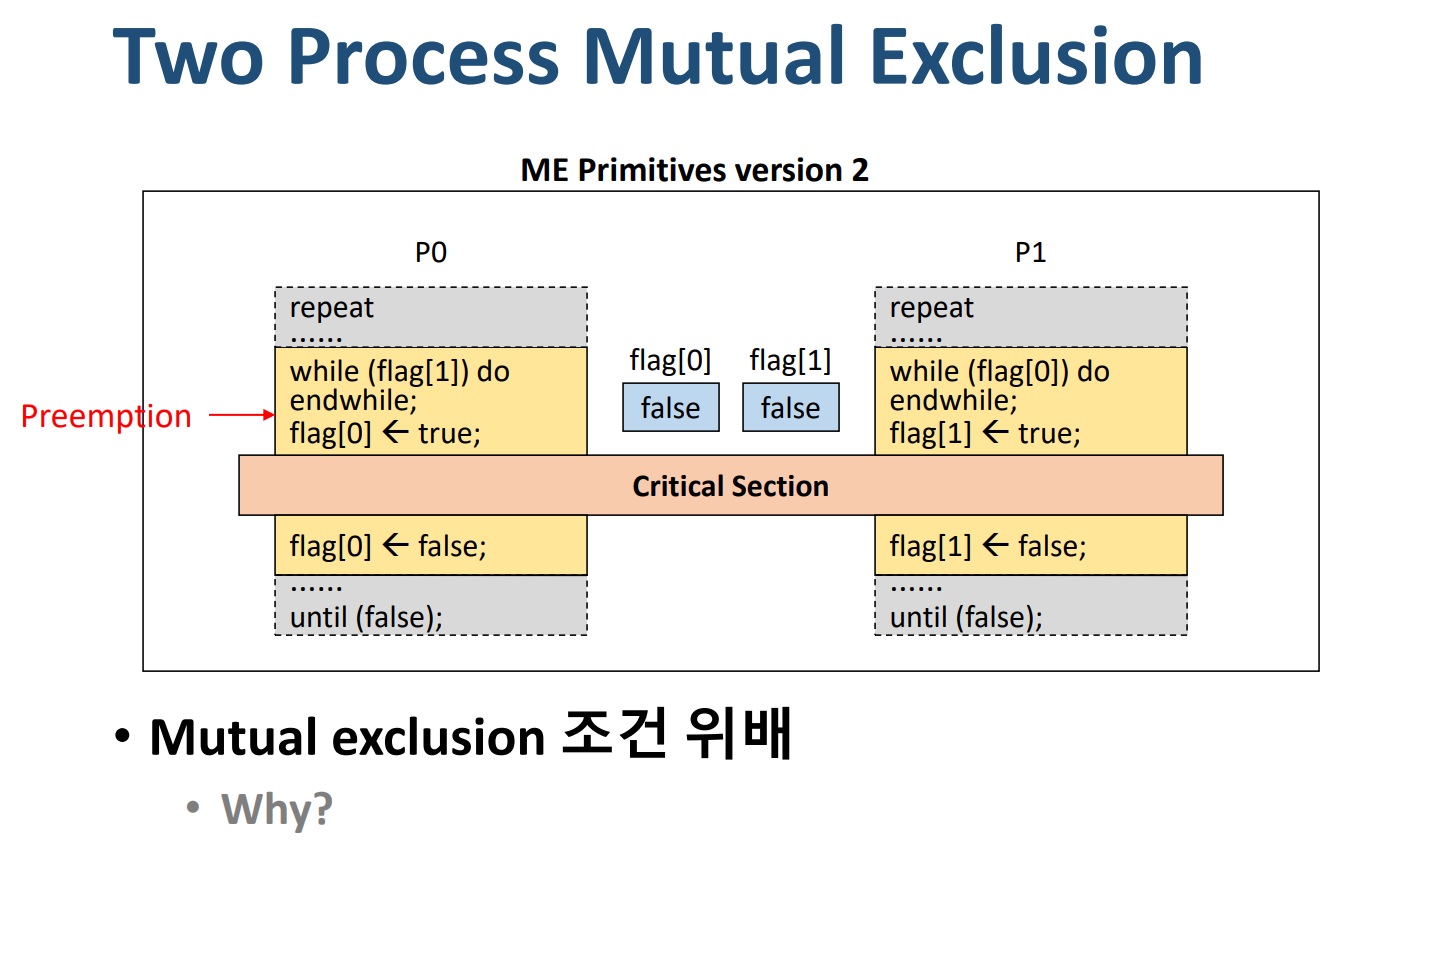 Two Process Mutual Exclusion
ME Primitives version 2
P0
repeat
......
while (flag[1]) do
endwhile;
flag[0] ← true;
Preemption
flag[0]
false
flag[1]
false
P1
repeat
......
while (flag[0]) do
endwhile;
flag[1] ← true;
Critical Section
flag[0] ← false;
......
until (false);
flag[1] ← false;
......
until (false);
• Mutual exclusion 조건 위배
• Why?